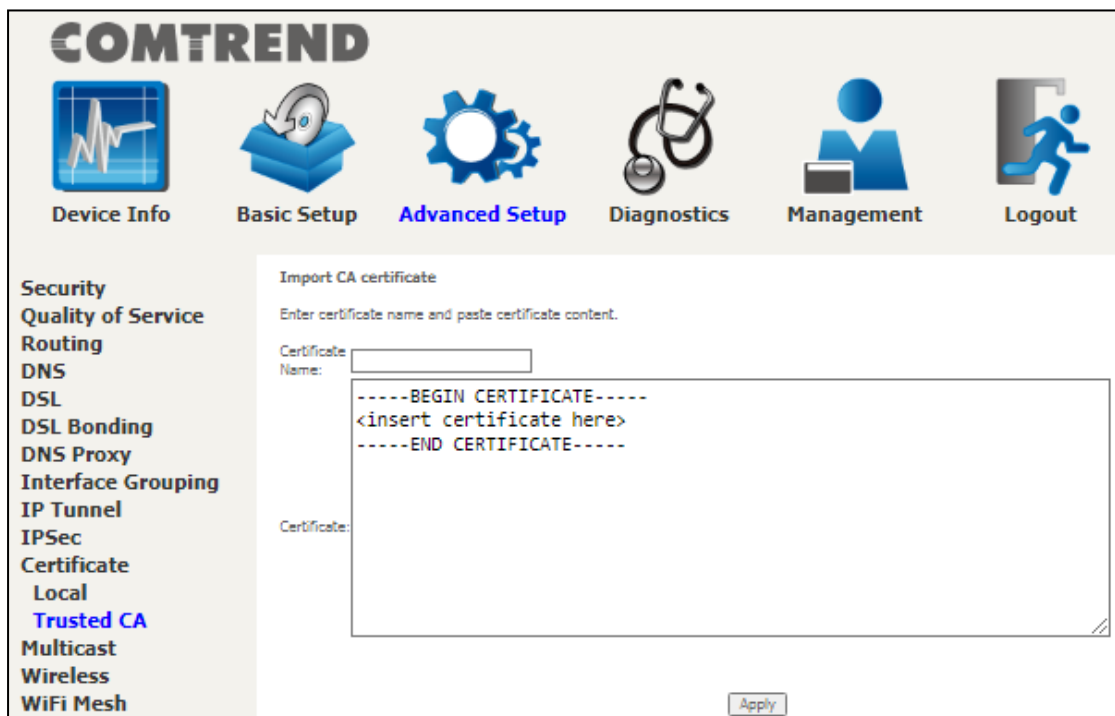 COMTREND
Device Info
Basic Setup
Advanced Setup
Diagnostics
Management
Logout
Security
Quality of Service
Routing
DNS
DSL
DSL Bonding
DNS Proxy
Interface Grouping
IP Tunnel
IPSec
Certificate
Local
Trusted CA
Multicast
Wireless
WiFi Mesh
Import CA certificate
Enter certificate name and paste certificate content.
Certificate
Name:
Certificate:
-----BEGIN CERTIFICATE-----
<insert certificate here>
-----END CERTIFICATE-----
Apply